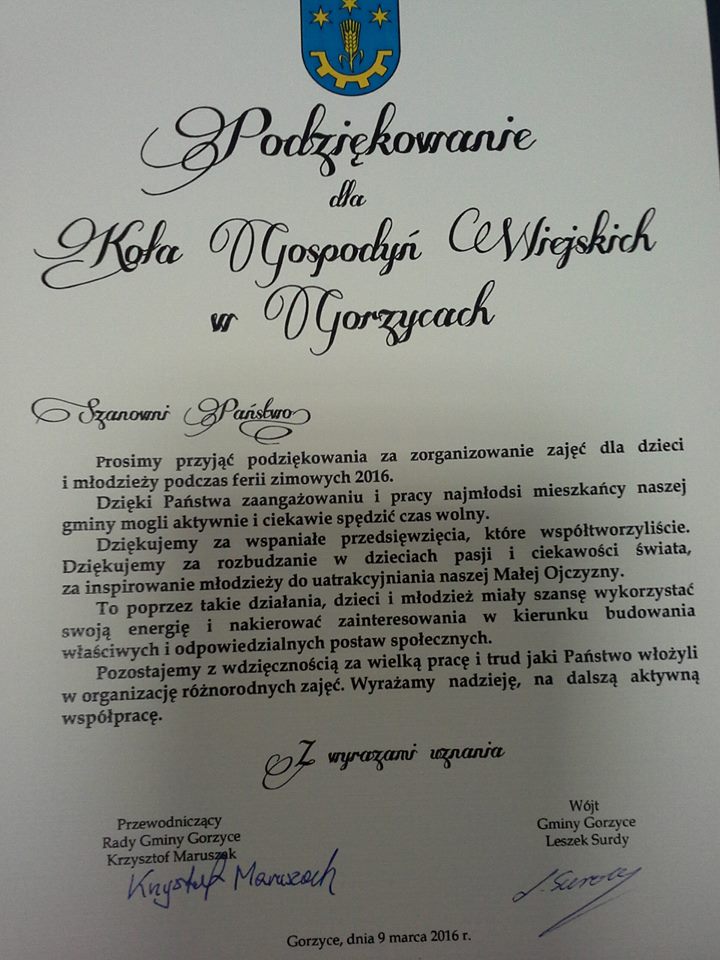 Podziękowanie
dla
Koła Gospodyń Wiejskich
w Gorzycach
Szanowni Państwo
Prosimy przyjąć podziękowania za zorganizowanie zajęć dla dzieci
i młodzieży podczas ferii zimowych 2016.
Dzięki Państwa zaangażowaniu i pracy najmłodsi mieszkańcy naszej
gminy mogli aktywnie i ciekawie spędzić czas wolny.
Dziękujemy za wspaniałe przedsięwzięcia, które współtworzyliście.
Dziękujemy za rozbudzanie w dzieciach pasji i ciekawości świata,
za inspirowanie młodzieży do uatrakcyjniania naszej Małej Ojczyzny.
To poprzez takie działania, dzieci i młodzież miały szansę wykorzystać
swoją energię i nakierować zainteresowania w kierunku budowania
właściwych i odpowiedzialnych postaw społecznych.
Pozostajemy z wdzięcznością za wielką pracę i trud jaki Państwo włożyli
w organizację różnorodnych zajęć. Wyrażamy nadzieję, na dalszą aktywną
współpracę.
Z wyrazami uznania
Przewodniczący
Rady Gminy Gorzyce
Krzysztof Maruszak
Krzysztof Maruszak
Wójt
Gminy Gorzyce
Leszek Surdy
L. Surdy
Gorzyce, dnia 9 marca 2016 r.